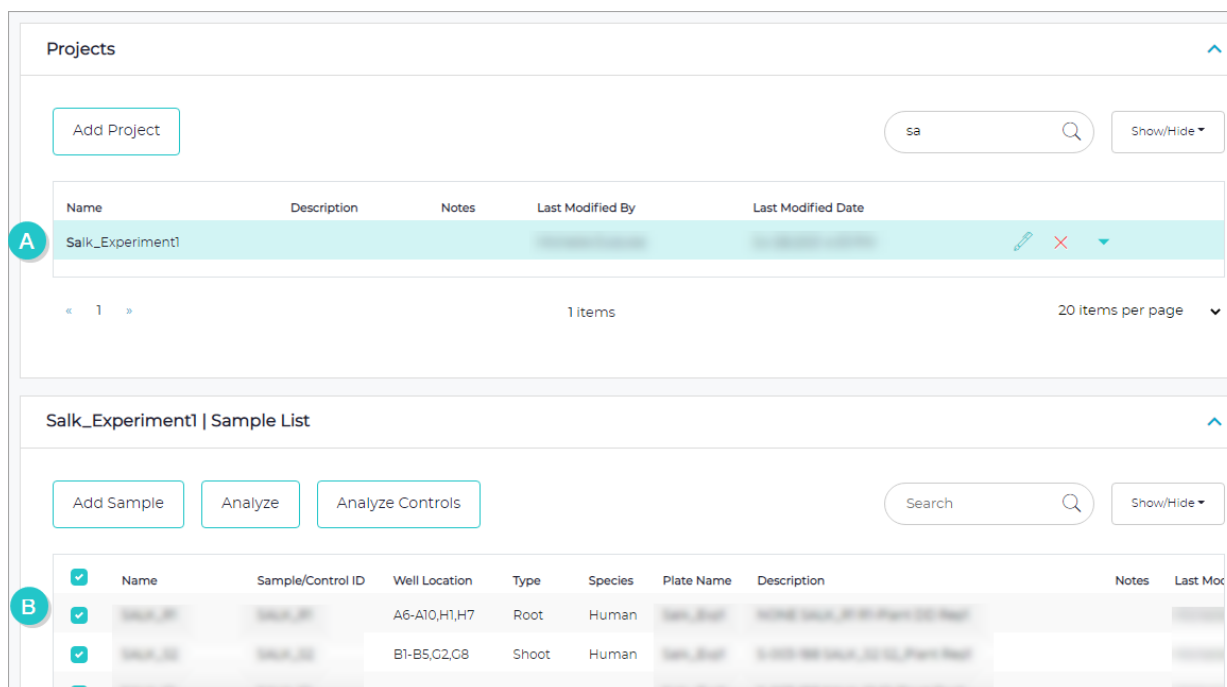 Projects
Add Project
sa
Show/Hide
Name Description Notes Last Modified By Last Modified Date
A
Salk_Experiment1
« 1 » 1 items 20 items per page
Salk_Experiment1 | Sample List
Add Sample Analyze Analyze Controls Search Show/Hide
Name Sample/Control ID Well Location Type Species Plate Name Description Notes Last Mod
B
A6-A10,H1,H7 Root Human
B1-B5,G2,G8 Shoot Human